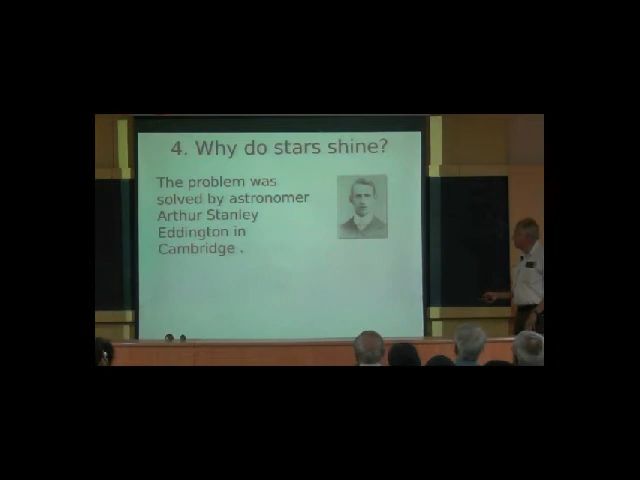 4. Why do stars shine?
The problem was
solved by astronomer
Arthur Stanley
Eddington in
Cambridge .